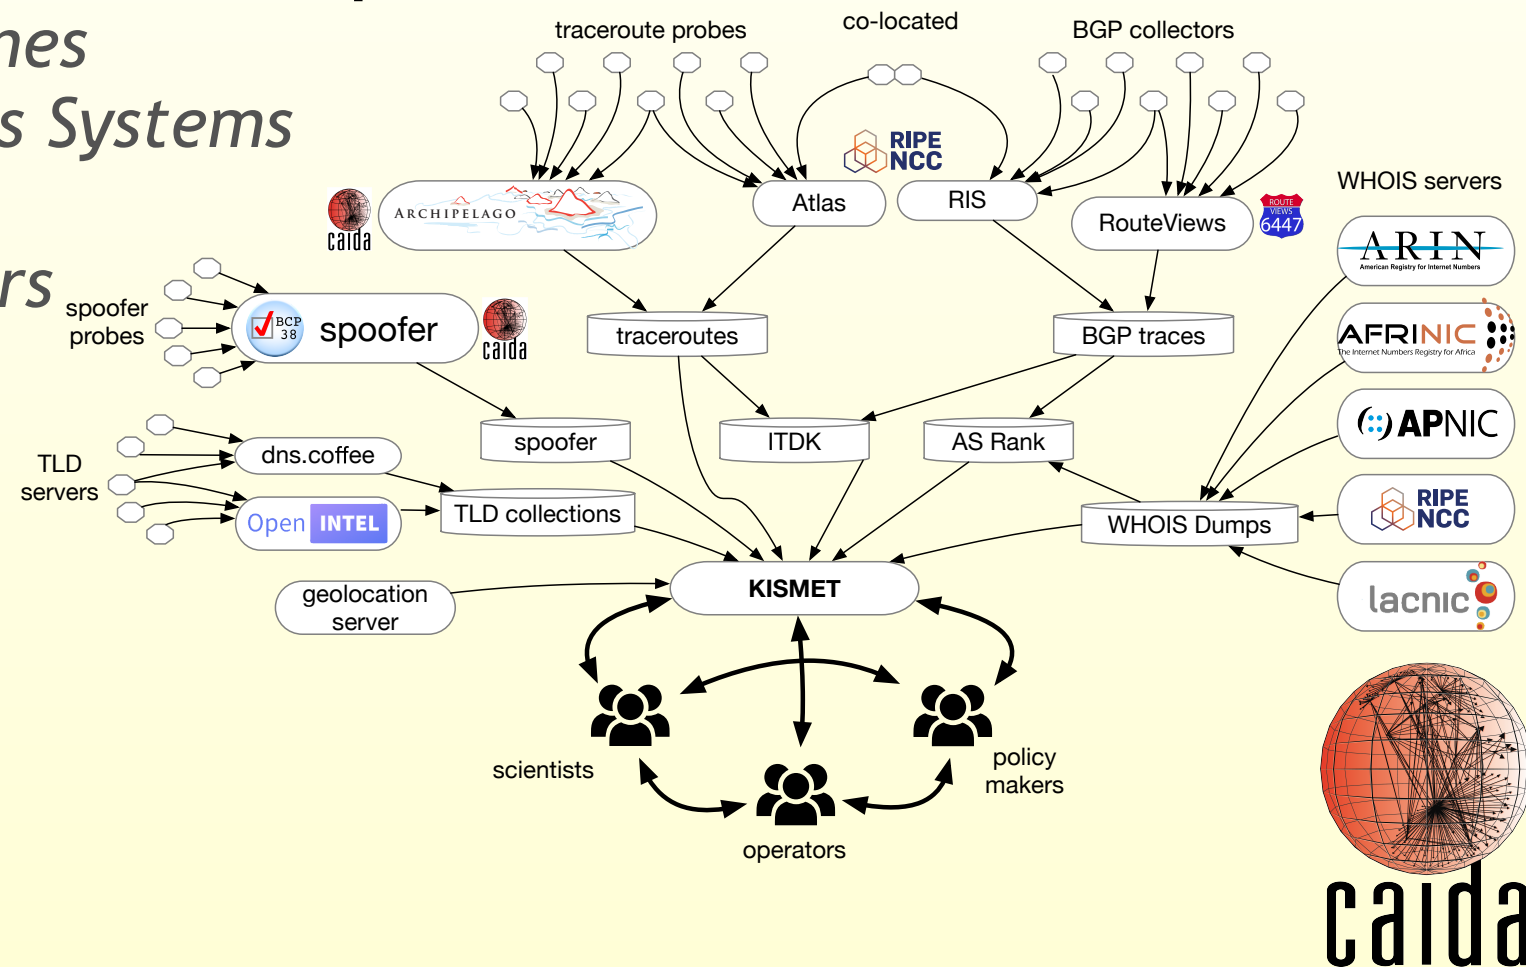 nes
s Systems
rs
traceroute probes
co-located
BGP collectors
RIPE
NCC
ARCHIPELAGO
caida
Atlas
RIS
RouteViews
ROUTE
VIEWS
6447
WHOIS servers
ARIN
American Registry for Internet Numbers
spoofer
probes
BCP
38
spoofer
caida
traceroutes
BGP traces
AFRINIC
The Internet Numbers Registry for Africa
APNIC
TLD
servers
dns.coffee
spoofer
ITDK
AS Rank
Open INTEL
TLD collections
WHOIS Dumps
RIPE
NCC
geolocation
server
KISMET
lacnic
scientists
policy
makers
operators
caida